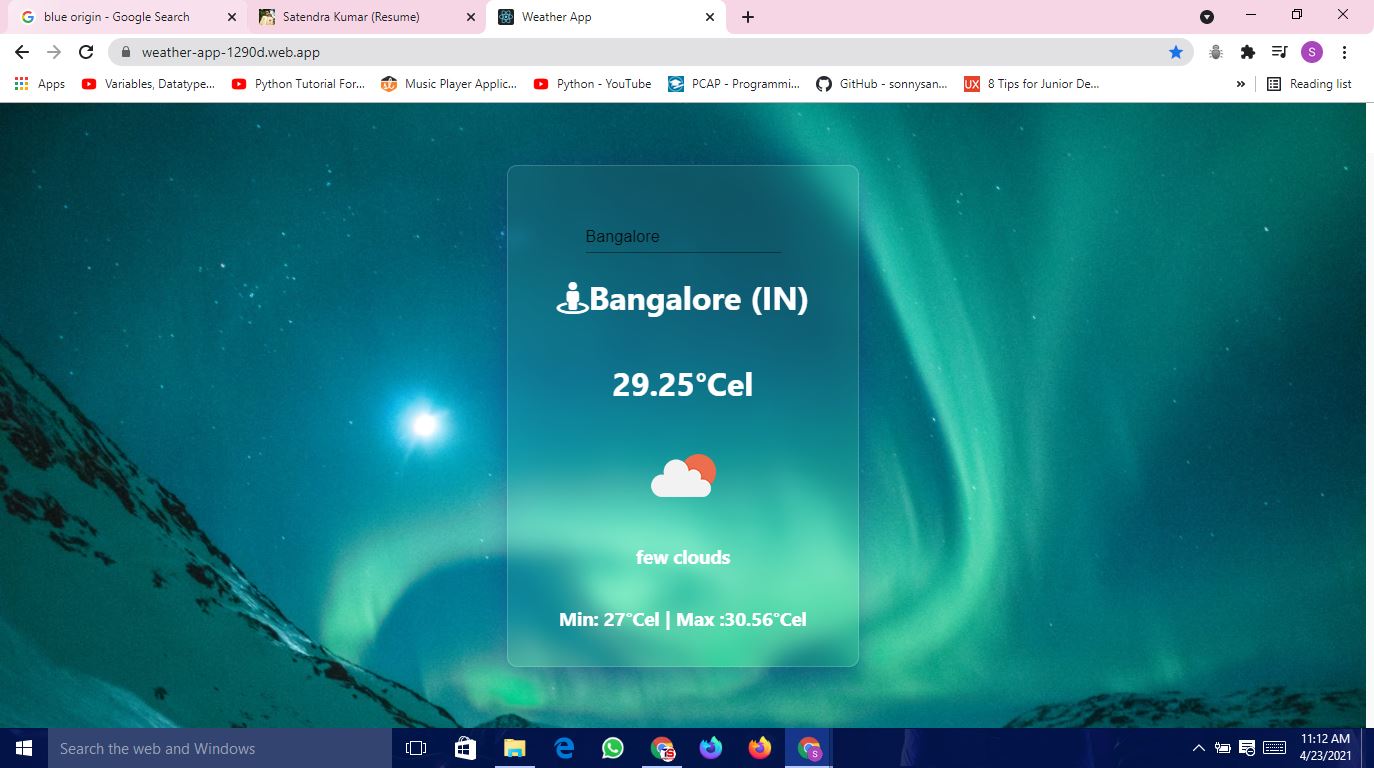 blue origin - Google Search
Satendra Kumar (Resume)
Weather App
weather-app-1290d.web.app
S
Apps
Variables, Datatype...
Python Tutorial For...
Music Player Applic...
Python - YouTube
PCAP - Programmi...
GitHub - sonnysan...
UX
8 Tips for Junior De...
»
Reading list
Bangalore
Bangalore (IN)
29.25°Cel
few clouds
Min: 27°Cel | Max :30.56°Cel
Search the web and Windows
S
11:12 AM
4/23/2021